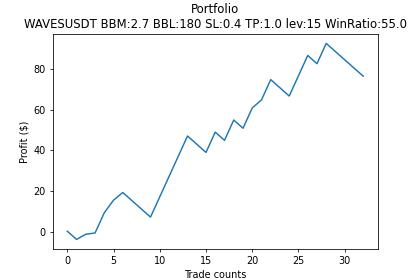 Portfolio
WAVESUSDT BBM:2.7 BBL:180 SL:0.4 TP:1.0 lev:15 WinRatio:55.0
80
60
40
20
0
Profit ($)
0 5 10 15 20 25 30
Trade counts